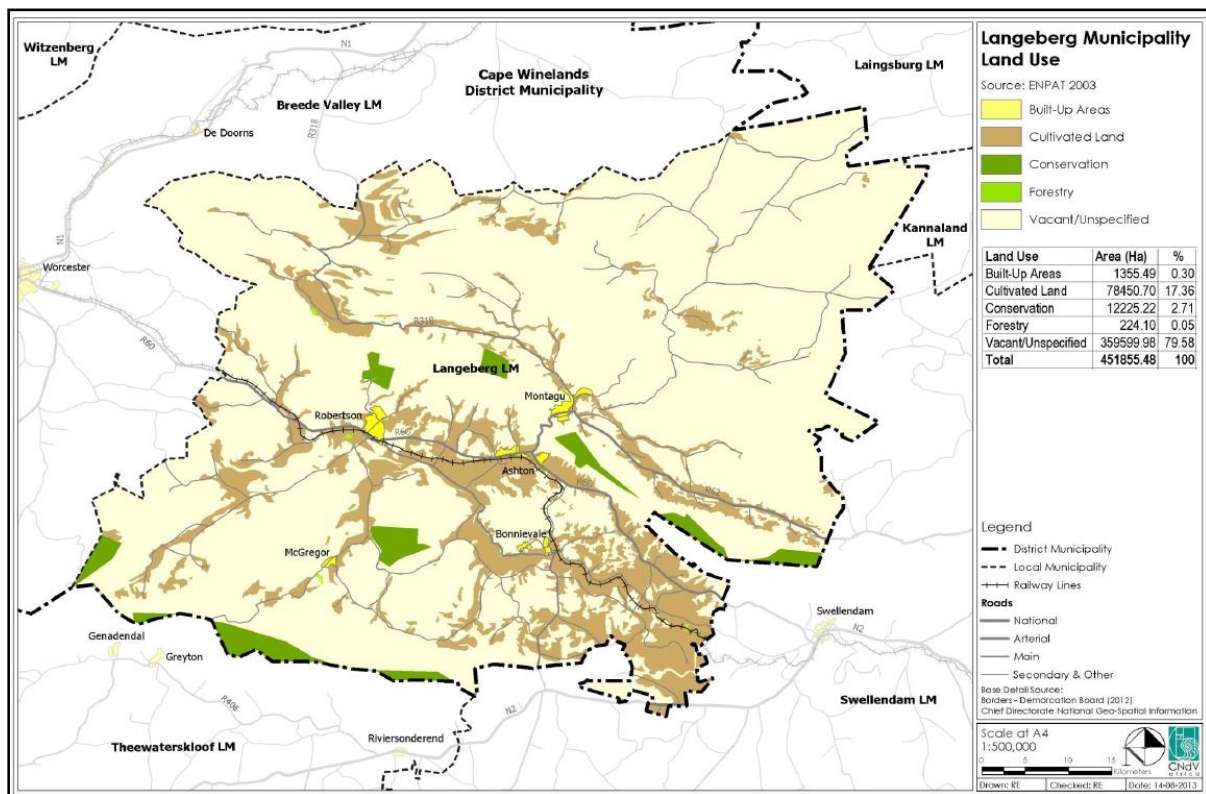 Witzenberg
LM
N1
Cape Winelands
District Municipality
Laingsburg LM
Breede Valley LM
R318
De Doorns
Kannaland
LM
N1
Worcester
R60
R318
Langeberg LM
Montagu
Robertson
R60
Ashton
R60
R62
Bonnievale
McGregor
Swellendam
N2
Genadendal
Greyton
R406
N2
Swellendam LM
Theewaterskloof LM
Riviersonderend
Langeberg Municipality
Land Use
Source: ENPAT 2003
Built-Up Areas
Cultivated Land
Conservation
Forestry
Vacant/Unspecified
Land Use Area (Ha) %
Built-Up Areas 1355.49 0.30
Cultivated Land 78450.70 17.36
Conservation 12225.22 2.71
Forestry 224.10 0.05
Vacant/Unspecified 359599.98 79.58
Total 451855.48 100
Legend
District Municipality
Local Municipality
Railway Lines
Roads
National
Arterial
Main
Secondary & Other
Base Detail Source:
Borders - Demarcation Board (2012)
Chief Directorate National Geo-Spatial Information
Scale at A4
1:500,000
0 5 10 15
Kilometers
CNdV
africa
Drawn: RE Checked: RE Date: 14-08-2013